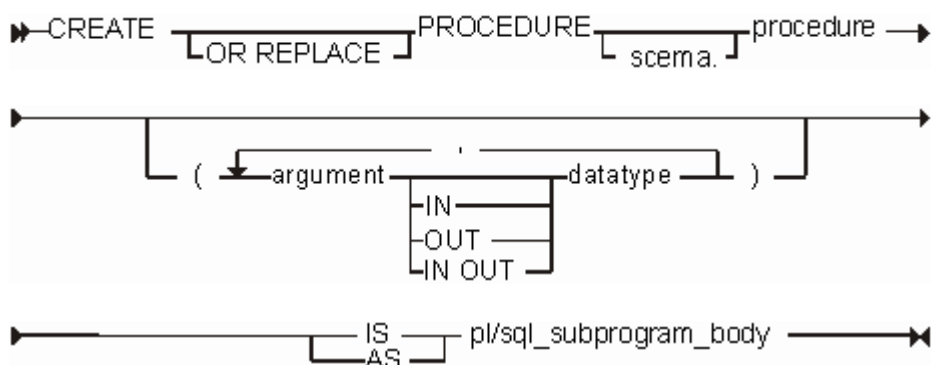 CREATE PROCEDURE procedure
OR REPLACE scema.
,
( argument datatype )
IN
OUT
IN OUT
IS pl/sql_subprogram_body
AS